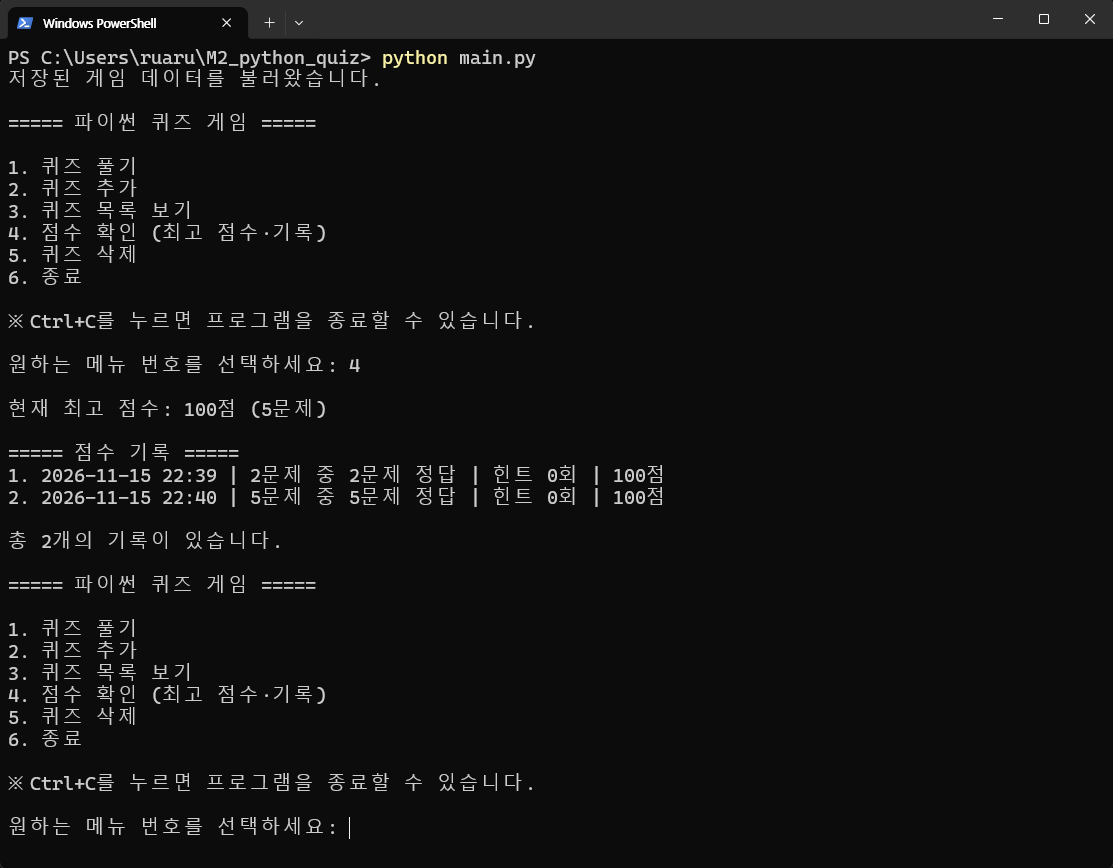 Windows PowerShell
PS C:\Users\ruaru\M2_python_quiz> python main.py
저장된 게임 데이터를 불러왔습니다.
===== 파이썬 퀴즈 게임 =====
1. 퀴즈 풀기
2. 퀴즈 추가
3. 퀴즈 목록 보기
4. 점수 확인 (최고 점수·기록)
5. 퀴즈 삭제
6. 종료
※ Ctrl+C를 누르면 프로그램을 종료할 수 있습니다.
원하는 메뉴 번호를 선택하세요: 4
현재 최고 점수: 100점 (5문제)
===== 점수 기록 =====
1. 2026-11-15 22:39 | 2문제 중 2문제 정답 | 힌트 0회 | 100점
2. 2026-11-15 22:40 | 5문제 중 5문제 정답 | 힌트 0회 | 100점
총 2개의 기록이 있습니다.
===== 파이썬 퀴즈 게임 =====
1. 퀴즈 풀기
2. 퀴즈 추가
3. 퀴즈 목록 보기
4. 점수 확인 (최고 점수·기록)
5. 퀴즈 삭제
6. 종료
※ Ctrl+C를 누르면 프로그램을 종료할 수 있습니다.
원하는 메뉴 번호를 선택하세요: